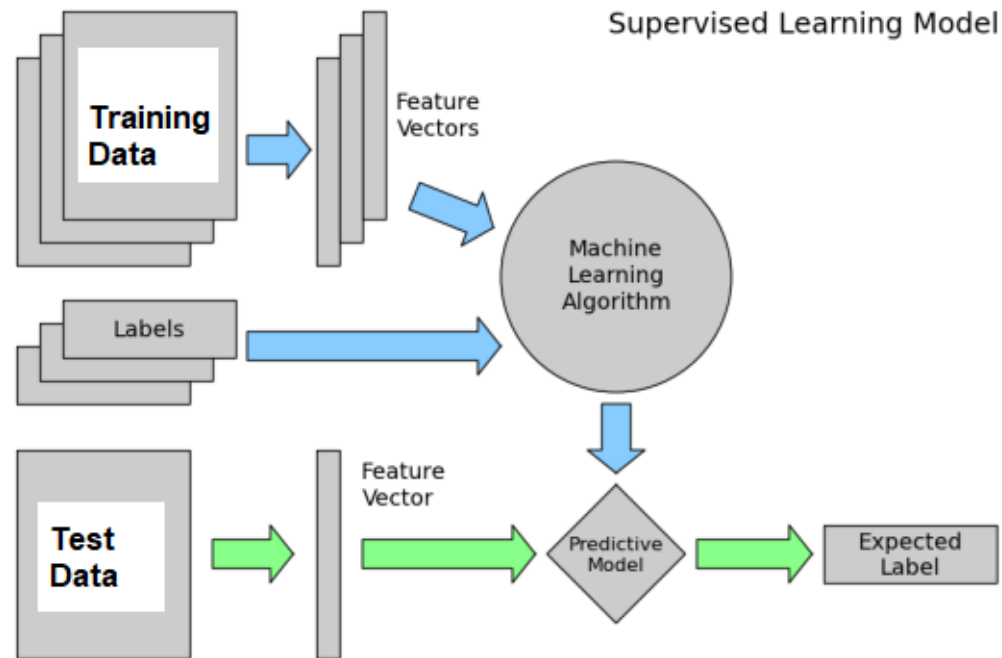 Supervised Learning Model
Training
Data
Feature
Vectors
Machine
Learning
Algorithm
Labels
Feature
Vector
Test
Data
Predictive
Model
Expected
Label